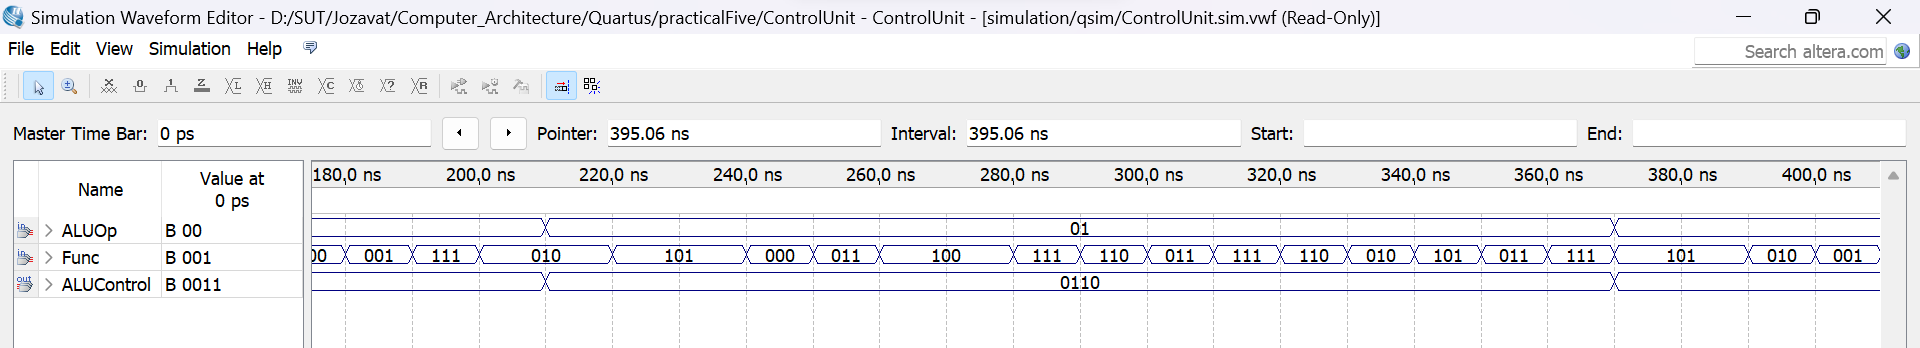 Simulation Waveform Editor - D:/SUT/Jozavat/Computer_Architecture/Quartus/practicalFive/ControlUnit - ControlUnit - [simulation/qsim/ControlUnit.sim.vwf (Read-Only)]
File Edit View Simulation Help
Search altera.com
Master Time Bar: 0 ps Pointer: 395.06 ns Interval: 395.06 ns Start: End:
Name Value at 0 ps 180,0 ns 200,0 ns 220,0 ns 240,0 ns 260,0 ns 280,0 ns 300,0 ns 320,0 ns 340,0 ns 360,0 ns 380,0 ns 400,0 ns
ALUOp B 00 01
Func B 001 00 001 111 010 101 000 011 100 111 110 011 111 110 010 101 011 111 101 010 001
ALUControl B 0011 0110